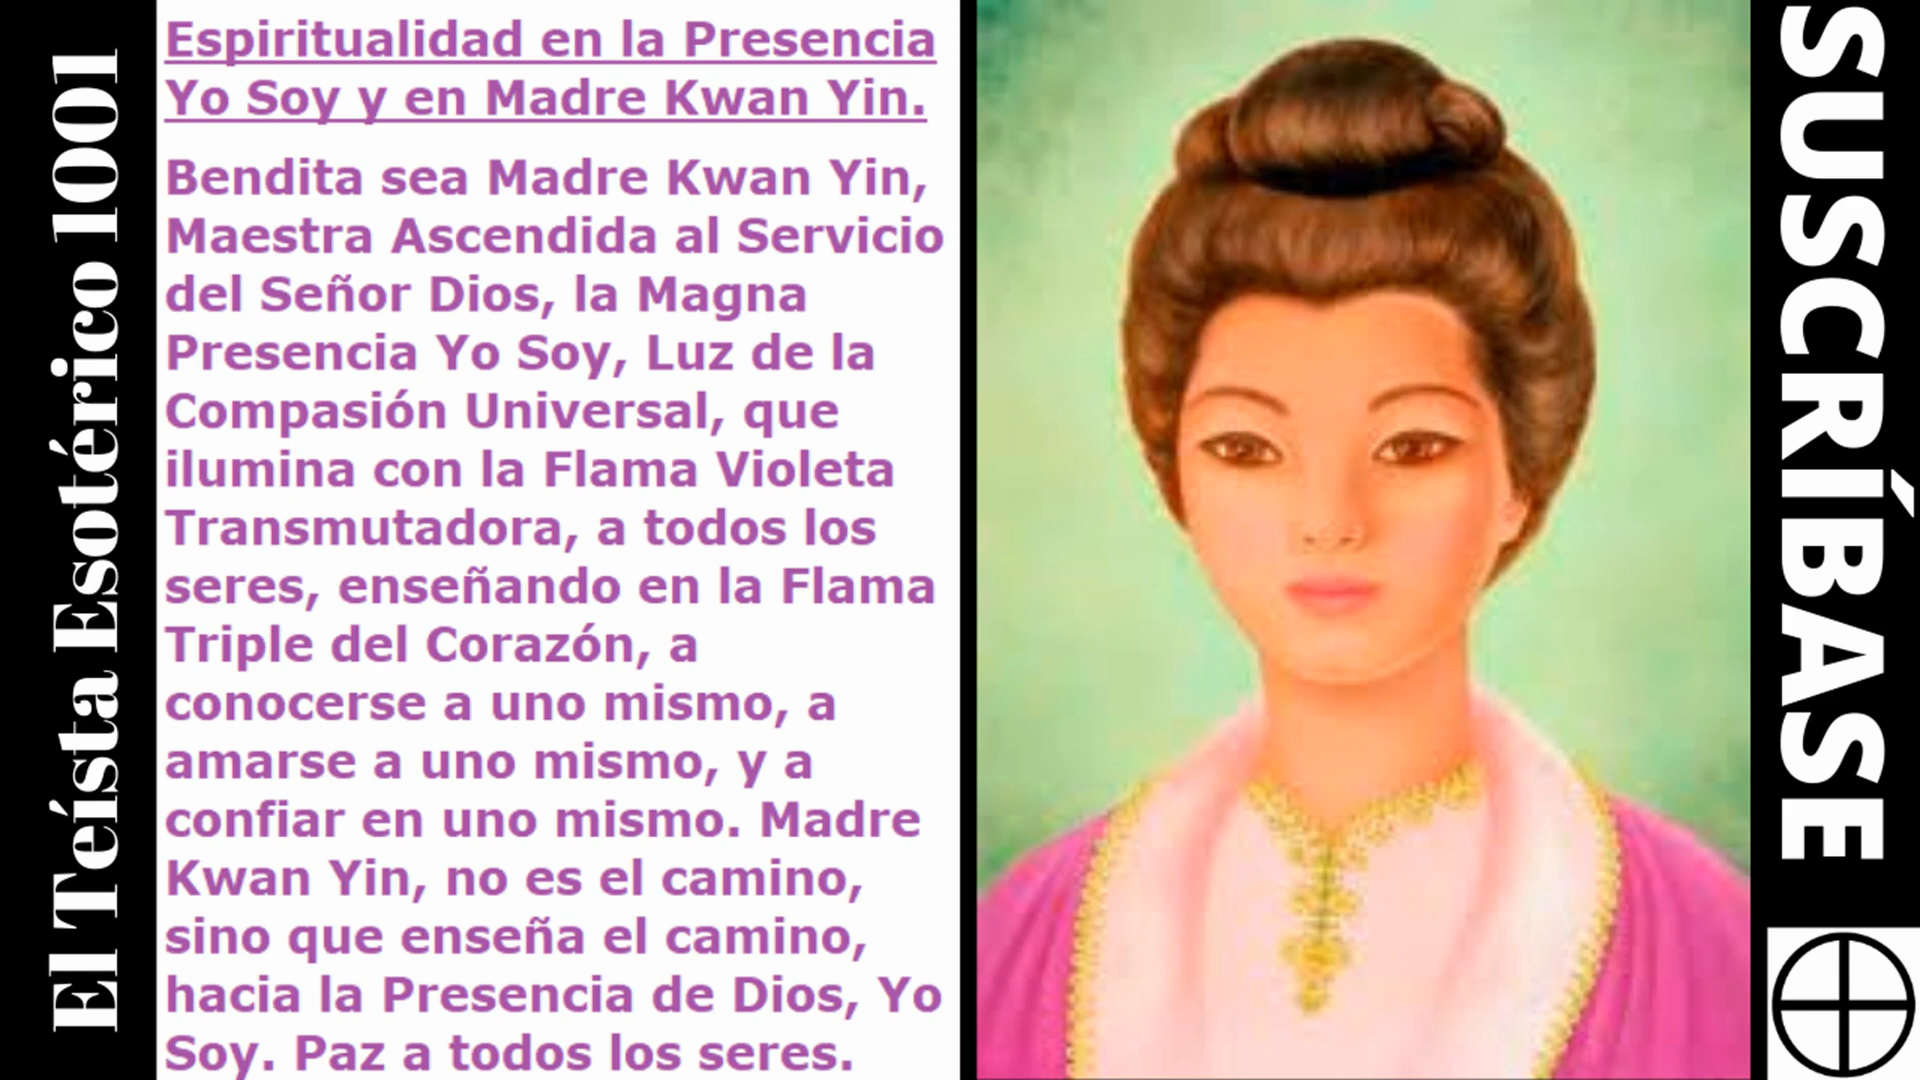 El Teísta Esotérico 1001
Espiritualidad en la Presencia
Yo Soy y en Madre Kwan Yin.
Bendita sea Madre Kwan Yin,
Maestra Ascendida al Servicio
del Señor Dios, la Magna
Presencia Yo Soy, Luz de la
Compasión Universal, que
ilumina con la Flama Violeta
Transmutadora, a todos los
seres, enseñando en la Flama
Triple del Corazón, a
conocerse a uno mismo, a
amarse a uno mismo, y a
confiar en uno mismo. Madre
Kwan Yin, no es el camino,
sino que enseña el camino,
hacia la Presencia de Dios, Yo
Soy. Paz a todos los seres.
SUSCRÍBASE